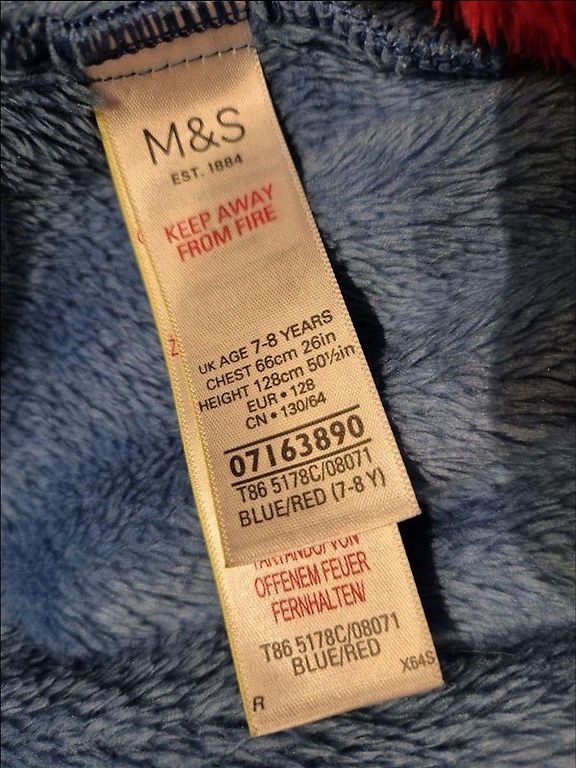 M&S
EST. 1884
KEEP AWAY
FROM FIRE
UK AGE 7-8 YEARS
CHEST 66cm 26in
HEIGHT 128cm 50½in
EUR • 128
CN • 130/64
07163890
T86 5178C/08071
BLUE/RED (7-8 Y)
OFFENEM FEUER
FERNHALTEN/
T86 5178C/08071
BLUE/RED
R X64S